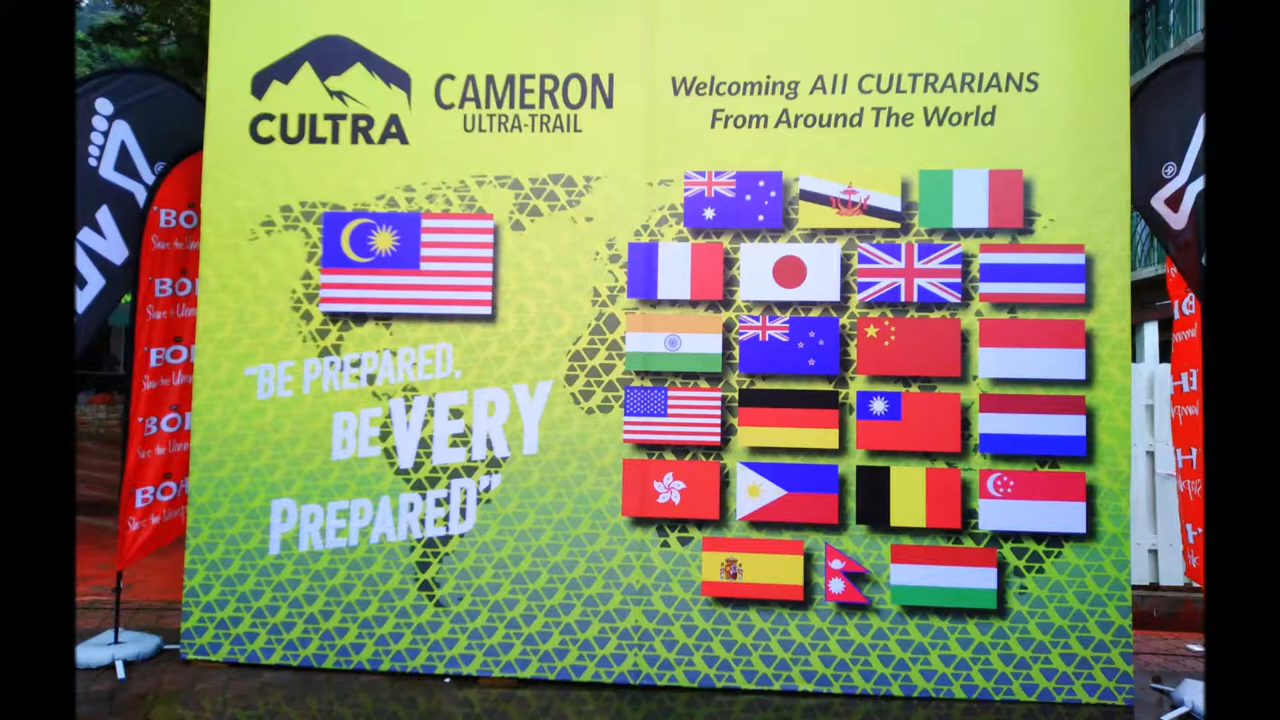 CULTRA
CAMERON
ULTRA-TRAIL
Welcoming All CULTRARIANS
From Around The World
"BE PREPARED.
BE VERY
PREPARED"